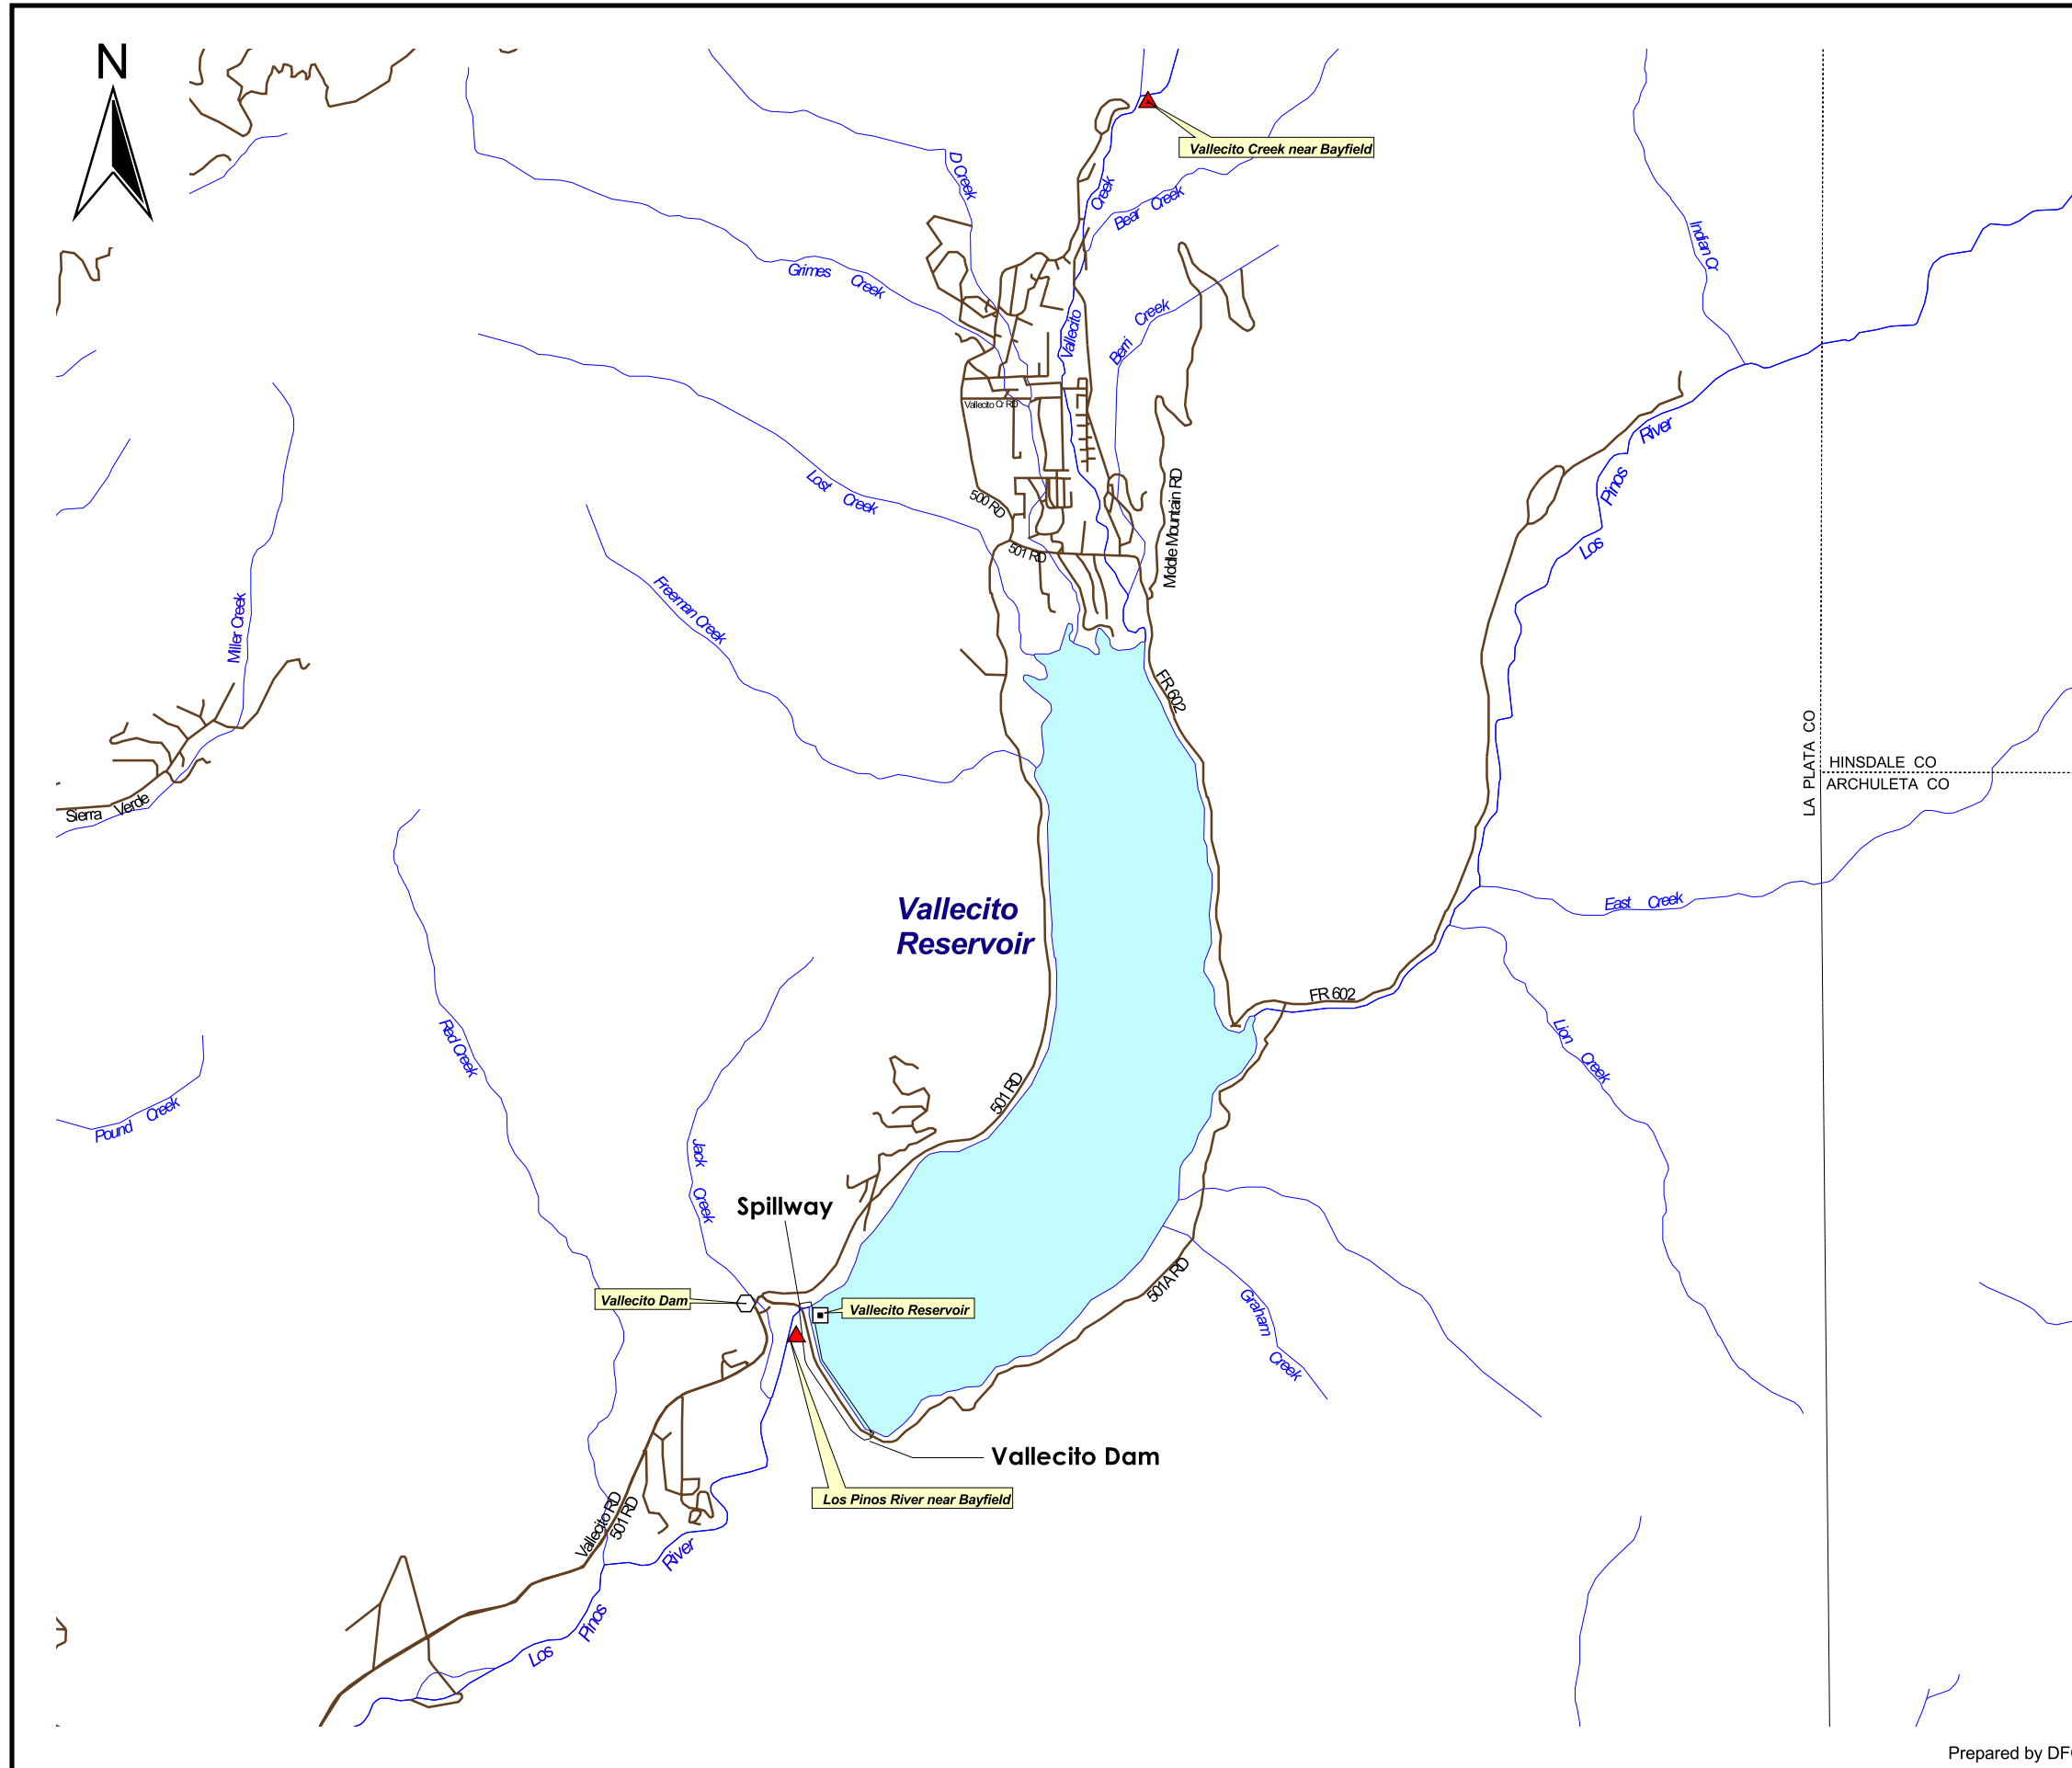 N
Vallecito Creek near Bayfield
D Creek
Creek
Bear Creek
Indian Cr
Grimes Creek
Vallecito
Berri Creek
Vallecito Cr RD
River
Pinos
Los
Lost Creek
500 RD
501 RD
Middle Mountain RD
Freeman Creek
Miller Creek
FR 602
LA PLATA CO
HINSDALE CO
ARCHULETA CO
Sierra Verde
East Creek
Vallecito
Reservoir
FR 602
Red Creek
Lion Creek
501 RD
Pound Creek
Jack Creek
Spillway
501A RD
Graham Creek
Vallecito Dam
Vallecito Reservoir
Vallecito Dam
Los Pinos River near Bayfield
Vallecito RD
501 RD
River
Pinos
Los
Prepared by DF